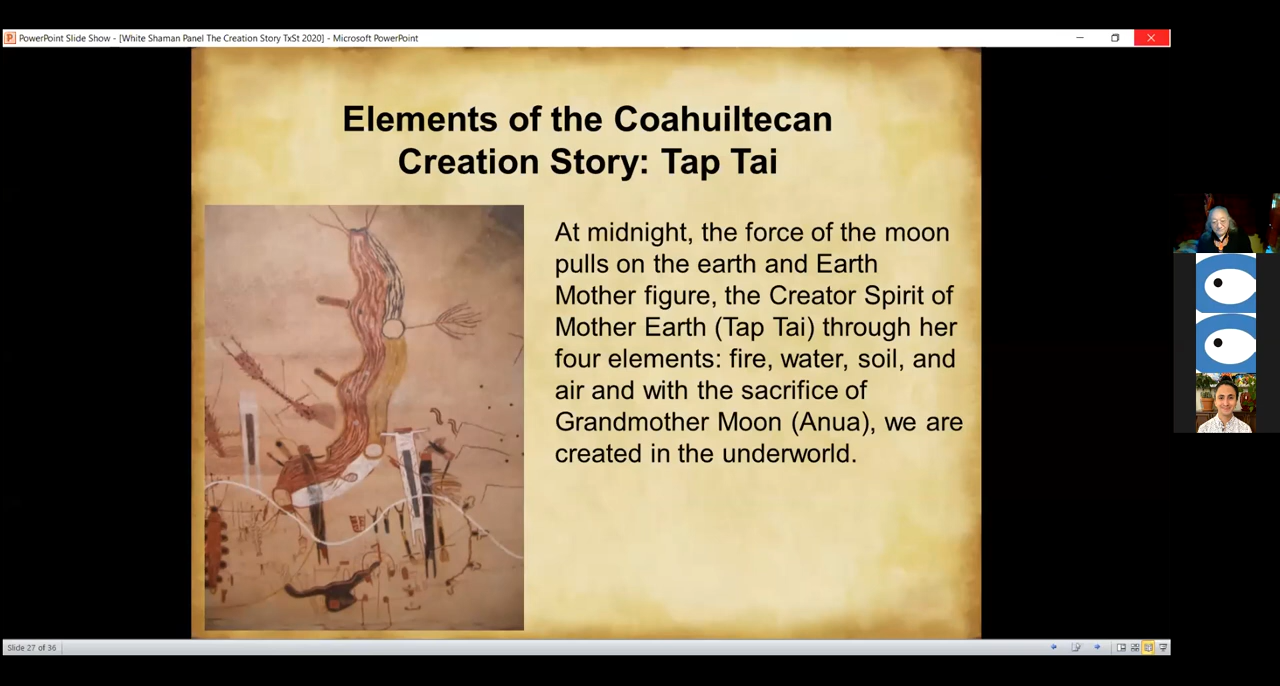 PowerPoint Slide Show - [White Shaman Panel The Creation Story TxSt 2020] - Microsoft PowerPoint
Elements of the Coahuiltecan
Creation Story: Tap Tai
At midnight, the force of the moon
pulls on the earth and Earth
Mother figure, the Creator Spirit of
Mother Earth (Tap Tai) through her
four elements: fire, water, soil, and
air and with the sacrifice of
Grandmother Moon (Anua), we are
created in the underworld.
Slide 27 of 36